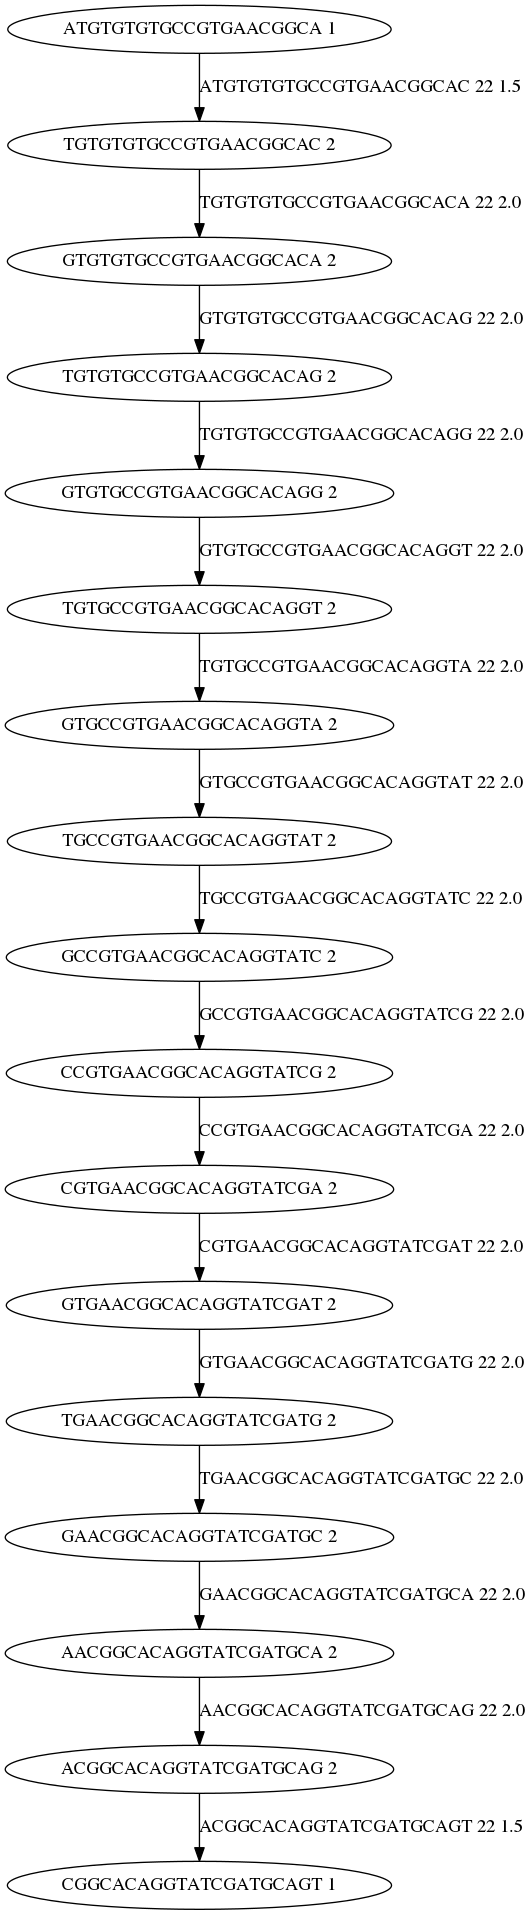 ATGTGTGTGCCGTGAACGGCA 1
ATGTGTGTGCCGTGAACGGCAC 22 1.5
TGTGTGTGCCGTGAACGGCAC 2
TGTGTGTGCCGTGAACGGCACA 22 2.0
GTGTGTGCCGTGAACGGCACA 2
GTGTGTGCCGTGAACGGCACAG 22 2.0
TGTGTGCCGTGAACGGCACAG 2
TGTGTGCCGTGAACGGCACAGG 22 2.0
GTGTGCCGTGAACGGCACAGG 2
GTGTGCCGTGAACGGCACAGGT 22 2.0
TGTGCCGTGAACGGCACAGGT 2
TGTGCCGTGAACGGCACAGGTA 22 2.0
GTGCCGTGAACGGCACAGGTA 2
GTGCCGTGAACGGCACAGGTAT 22 2.0
TGCCGTGAACGGCACAGGTAT 2
TGCCGTGAACGGCACAGGTATC 22 2.0
GCCGTGAACGGCACAGGTATC 2
GCCGTGAACGGCACAGGTATCG 22 2.0
CCGTGAACGGCACAGGTATCG 2
CCGTGAACGGCACAGGTATCGA 22 2.0
CGTGAACGGCACAGGTATCGA 2
CGTGAACGGCACAGGTATCGAT 22 2.0
GTGAACGGCACAGGTATCGAT 2
GTGAACGGCACAGGTATCGATG 22 2.0
TGAACGGCACAGGTATCGATG 2
TGAACGGCACAGGTATCGATGC 22 2.0
GAACGGCACAGGTATCGATGC 2
GAACGGCACAGGTATCGATGCA 22 2.0
AACGGCACAGGTATCGATGCA 2
AACGGCACAGGTATCGATGCAG 22 2.0
ACGGCACAGGTATCGATGCAG 2
ACGGCACAGGTATCGATGCAGT 22 1.5
CGGCACAGGTATCGATGCAGT 1